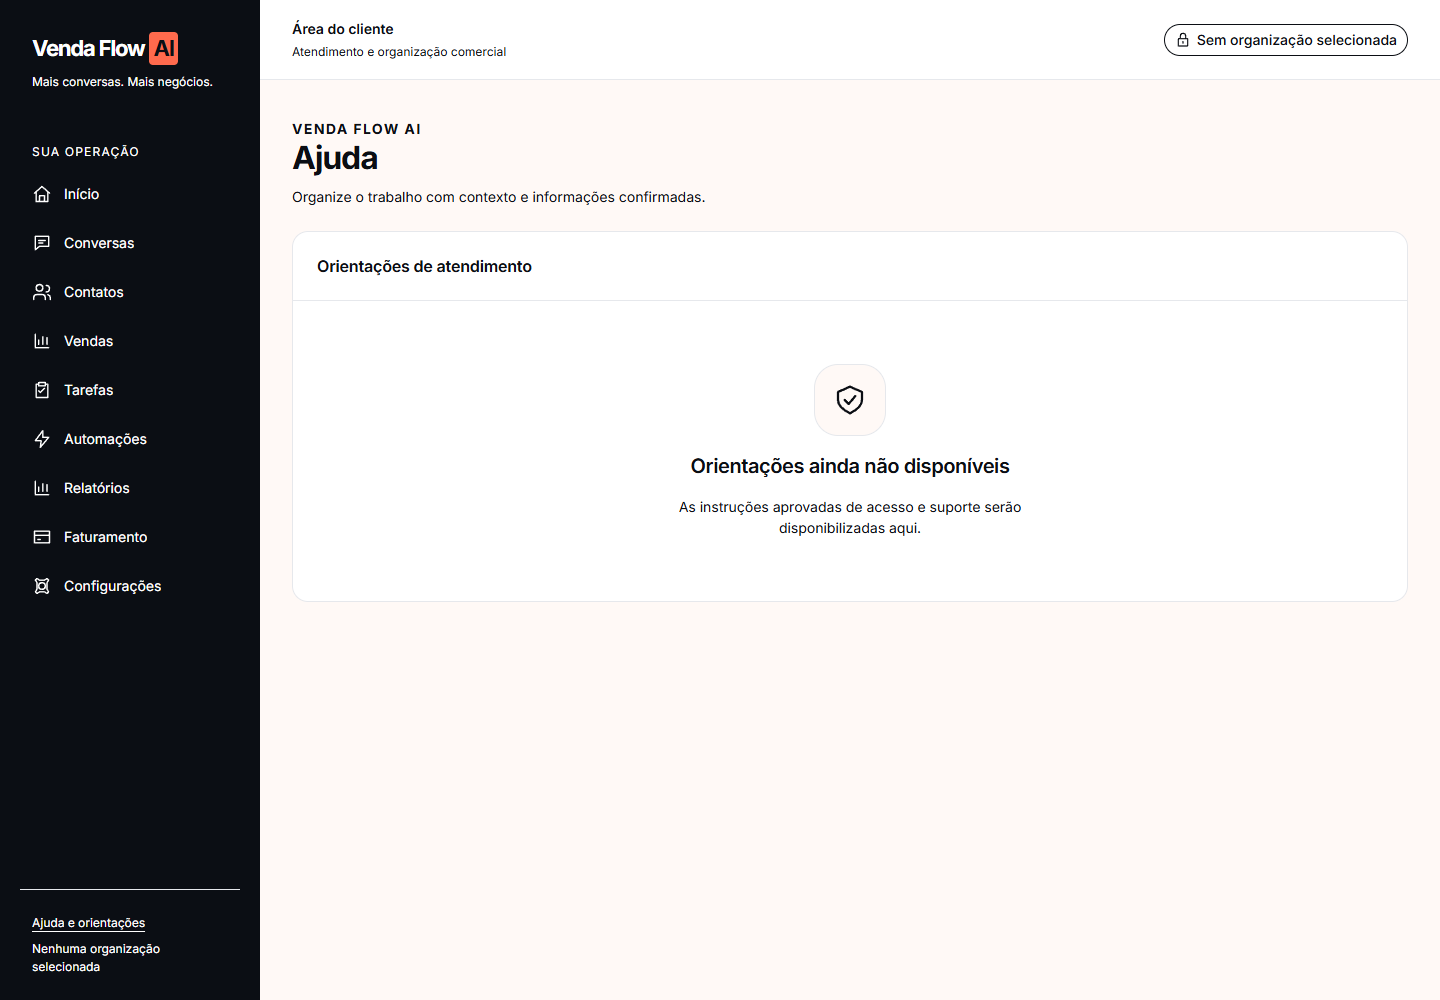 Venda Flow AI
Mais conversas. Mais negócios.
SUA OPERAÇÃO
Início
Conversas
Contatos
Vendas
Tarefas
Automações
Relatórios
Faturamento
Configurações
Ajuda e orientações
Nenhuma organização
selecionada
Área do cliente
Atendimento e organização comercial
Sem organização selecionada
VENDA FLOW AI
Ajuda
Organize o trabalho com contexto e informações confirmadas.
Orientações de atendimento
Orientações ainda não disponíveis
As instruções aprovadas de acesso e suporte serão
disponibilizadas aqui.